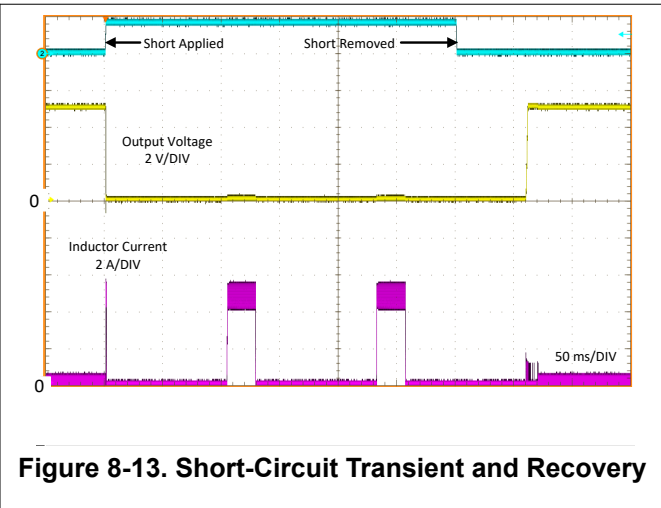 Short Applied
Short Removed
2
Output Voltage
2 V/DIV
0
Inductor Current
2 A/DIV
50 ms/DIV
0
Figure 8-13. Short-Circuit Transient and Recovery